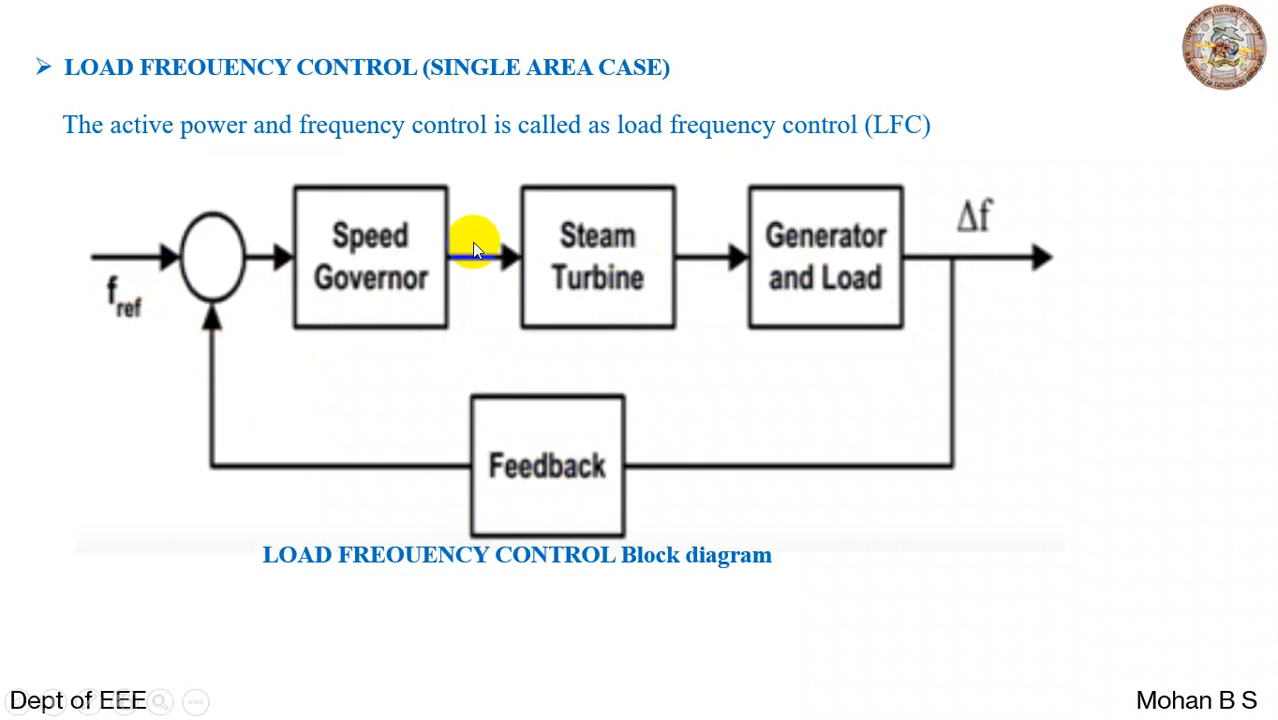 LOAD FREOUENCY CONTROL (SINGLE AREA CASE)
The active power and frequency control is called as load frequency control (LFC)
Δf
Speed
Governor
Steam
Turbine
Generator
and Load
fref
Feedback
LOAD FREOUENCY CONTROL Block diagram
Dept of EEE
Mohan B S